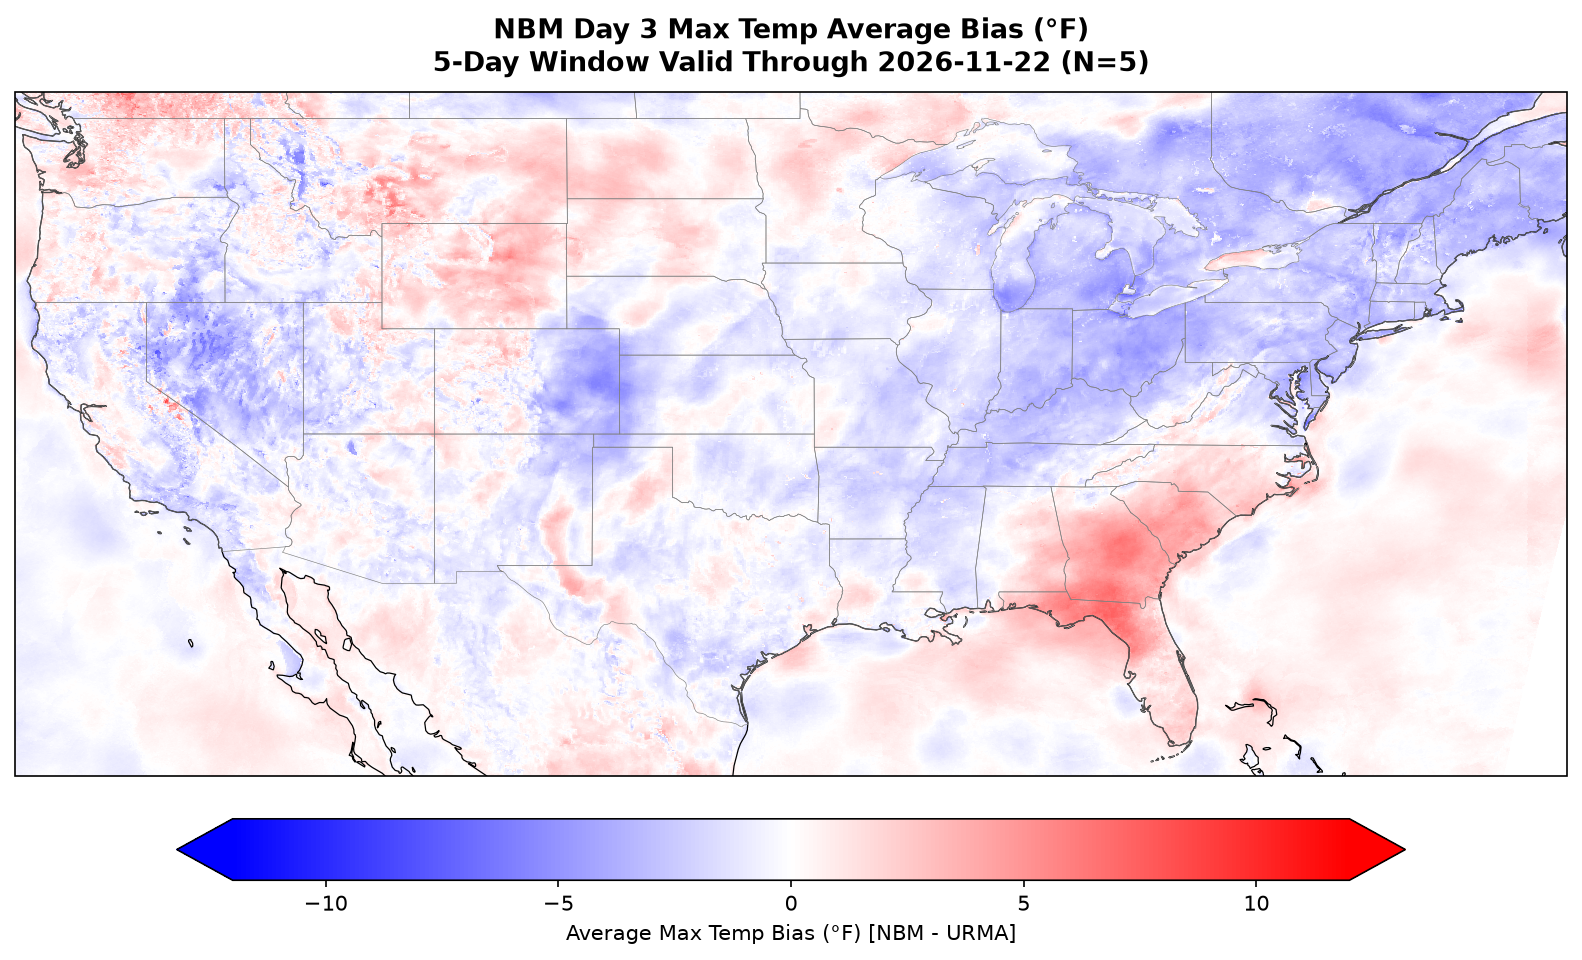 NBM Day 3 Max Temp Average Bias (°F)
5-Day Window Valid Through 2026-11-22 (N=5)
−10 −5 0 5 10
Average Max Temp Bias (°F) [NBM - URMA]